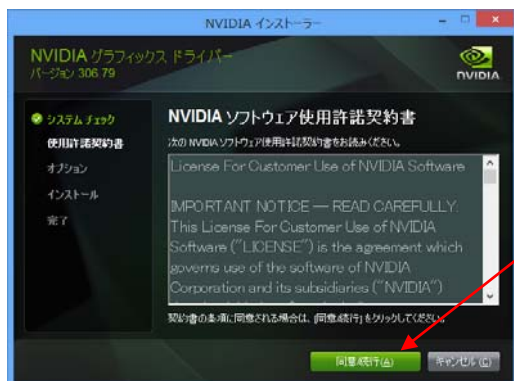 NVIDIA インストーラー
NVIDIA グラフィックス ドライバー
バージョン 306.79
NVIDIA
システム チェック
使用許諾契約書
オプション
インストール
完了
NVIDIA ソフトウェア使用許諾契約書
次の NVIDIA ソフトウェア使用許諾契約書をお読みください。
License For Customer Use of NVIDIA Software
IMPORTANT NOTICE — READ CAREFULLY:
This License For Customer Use of NVIDIA
Software ("LICENSE") is the agreement which
governs use of the software of NVIDIA
Corporation and its subsidiaries ("NVIDIA")
契約書の条項に同意される場合は、[同意続行]をクリックしてください。
同意続行(A)
キャンセル(C)